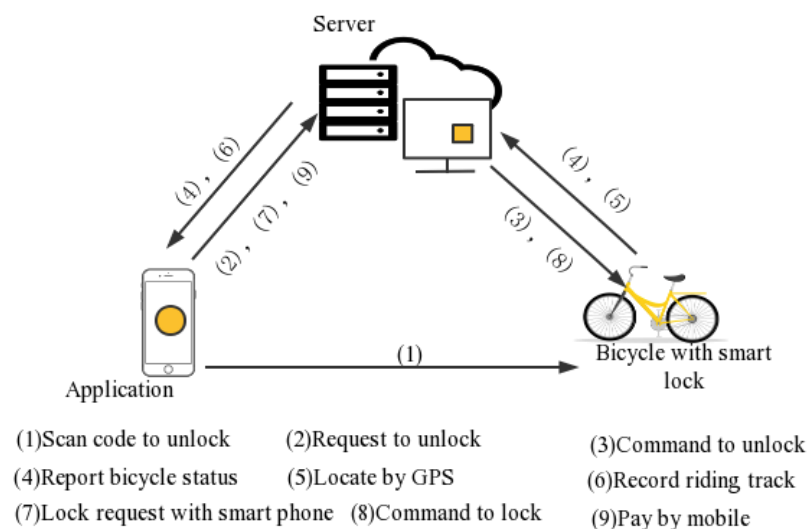 Server
(4) , (6)
(2) , (7) , (9)
(4) , (5)
(3) , (8)
(1)
Application
Bicycle with smart
lock
(1)Scan code to unlock (2)Request to unlock (3)Command to unlock
(4)Report bicycle status (5)Locate by GPS (6)Record riding track
(7)Lock request with smart phone (8)Command to lock (9)Pay by mobile